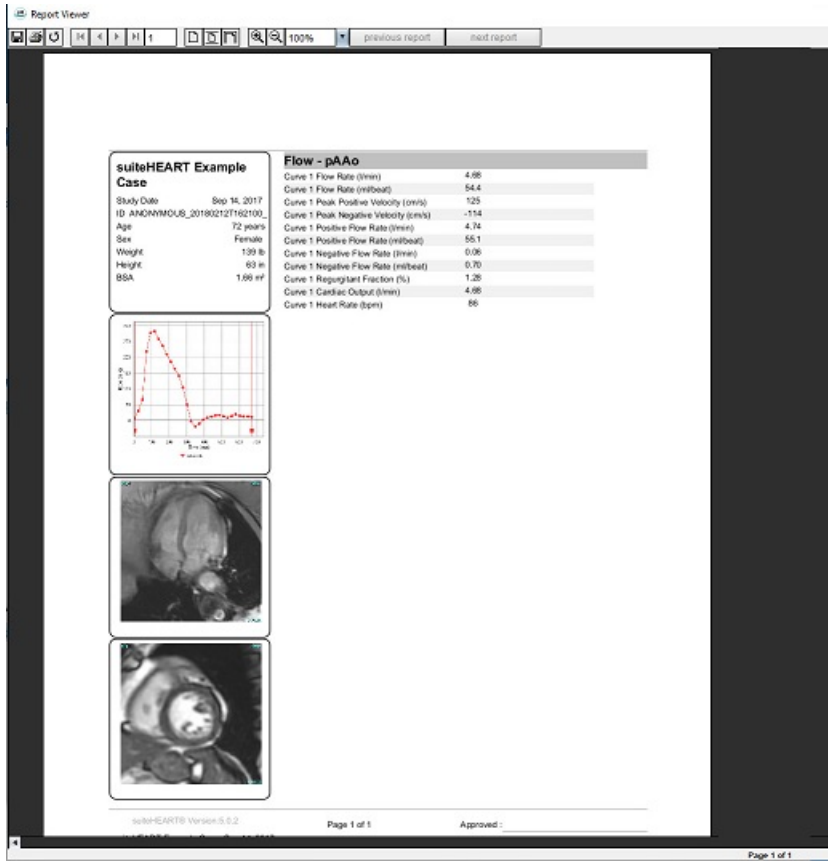 Report Viewer
1
100%
previous report
next report
suiteHEART Example
Case
Study Date Sep 14, 2017
ID ANONYMOUS_20180212T162100_
Age 72 years
Sex Female
Weight 139 lb
Height 63 in
BSA 1.66 m²
Flow - pAAo
Curve 1 Flow Rate (l/min) 4.68
Curve 1 Flow Rate (ml/beat) 54.4
Curve 1 Peak Positive Velocity (cm/s) 125
Curve 1 Peak Negative Velocity (cm/s) -114
Curve 1 Positive Flow Rate (l/min) 4.74
Curve 1 Positive Flow Rate (ml/beat) 55.1
Curve 1 Negative Flow Rate (l/min) 0.06
Curve 1 Negative Flow Rate (ml/beat) 0.70
Curve 1 Regurgitant Fraction (%) 1.28
Curve 1 Cardiac Output (l/min) 4.68
Curve 1 Heart Rate (bpm) 86
suiteHEART® Version 5.0.2
Page 1 of 1
Approved :
Page 1 of 1